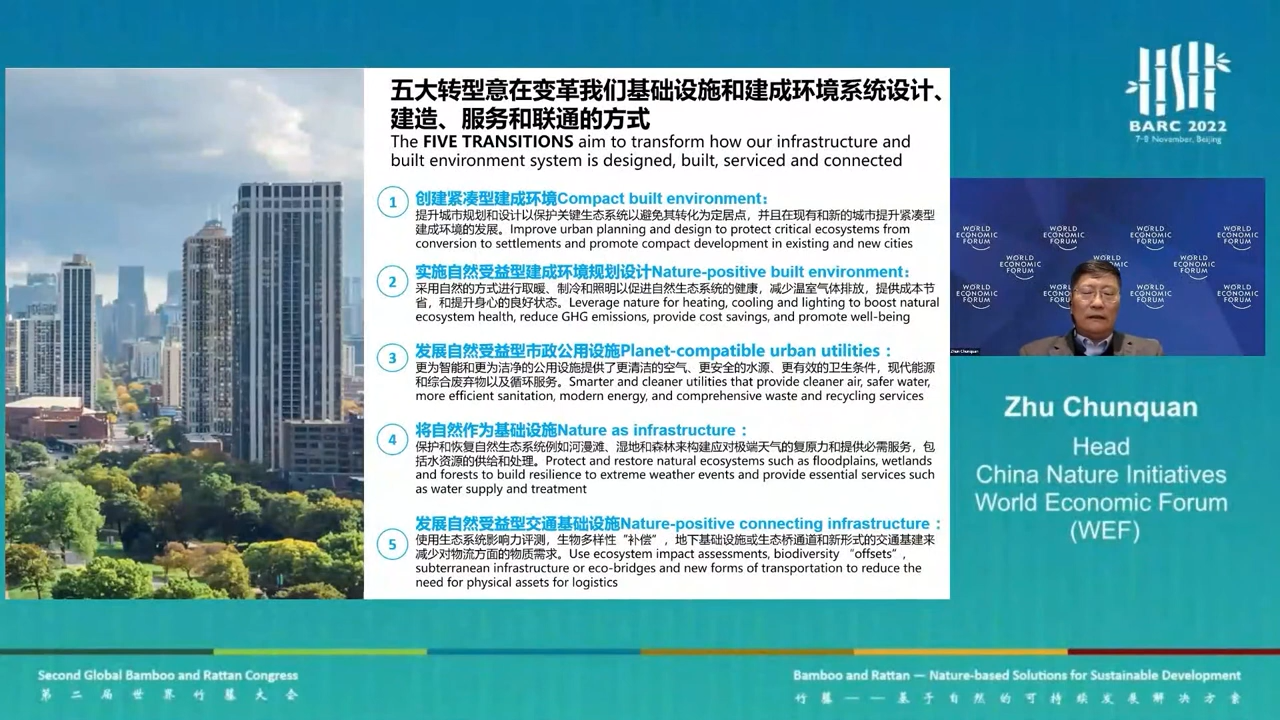 五大转型意在变革我们基础设施和建成环境系统设计、
建造、服务和联通的方式
The FIVE TRANSITIONS aim to transform how our infrastructure and
built environment system is designed, built, serviced and connected
1
创建紧凑型建成环境Compact built environment：
提升城市规划和设计以保护关键生态系统以避免其转化为定居点，并且在现有和新的城市提升紧凑型
建成环境的发展。Improve urban planning and design to protect critical ecosystems from
conversion to settlements and promote compact development in existing and new cities
2
实施自然受益型建成环境规划设计Nature-positive built environment：
采用自然的方式进行取暖、制冷和照明以促进自然生态系统的健康，减少温室气体排放，提供成本节
省，和提升身心的良好状态。Leverage nature for heating, cooling and lighting to boost natural
ecosystem health, reduce GHG emissions, provide cost savings, and promote well-being
3
发展自然受益型市政公用设施Planet-compatible urban utilities：
更为智能和更为洁净的公用设施提供了更清洁的空气、更安全的水源、更有效的卫生条件，现代能源
和综合废弃物以及循环服务。Smarter and cleaner utilities that provide cleaner air, safer water,
more efficient sanitation, modern energy, and comprehensive waste and recycling services
4
将自然作为基础设施Nature as infrastructure：
保护和恢复自然生态系统例如河漫滩、湿地和森林来构建应对极端天气的复原力和提供必需服务，包
括水资源的供给和处理。Protect and restore natural ecosystems such as floodplains, wetlands
and forests to build resilience to extreme weather events and provide essential services such
as water supply and treatment
5
发展自然受益型交通基础设施Nature-positive connecting infrastructure：
使用生态系统影响力评测，生物多样性“补偿”，地下基础设施或生态桥通道和新形式的交通基建来
减少对物流方面的物质需求。Use ecosystem impact assessments, biodiversity “offsets”,
subterranean infrastructure or eco-bridges and new forms of transportation to reduce the
need for physical assets for logistics
BARC 2022
7-8 November, Beijing
WORLD
ECONOMIC
FORUM
WORLD
ECONOMIC
FORUM
WORLD
ECONOMIC
FORUM
WORLD
ECONOMIC
FORUM
WORLD
ECONOMIC
FORUM
WORLD
WORLD
ECONOMIC
FORUM
WORLD
ECONOMIC
FORUM
WORLD
ECONOMIC
FORUM
WORLD
ECONOMIC
FORUM
Zhu Chunquan
Zhu Chunquan
Head
China Nature Initiatives
World Economic Forum
(WEF)
Second Global Bamboo and Rattan Congress
第二届世界竹藤大会
Bamboo and Rattan — Nature-based Solutions for Sustainable Development
竹藤——基于自然的可持续发展解决方案